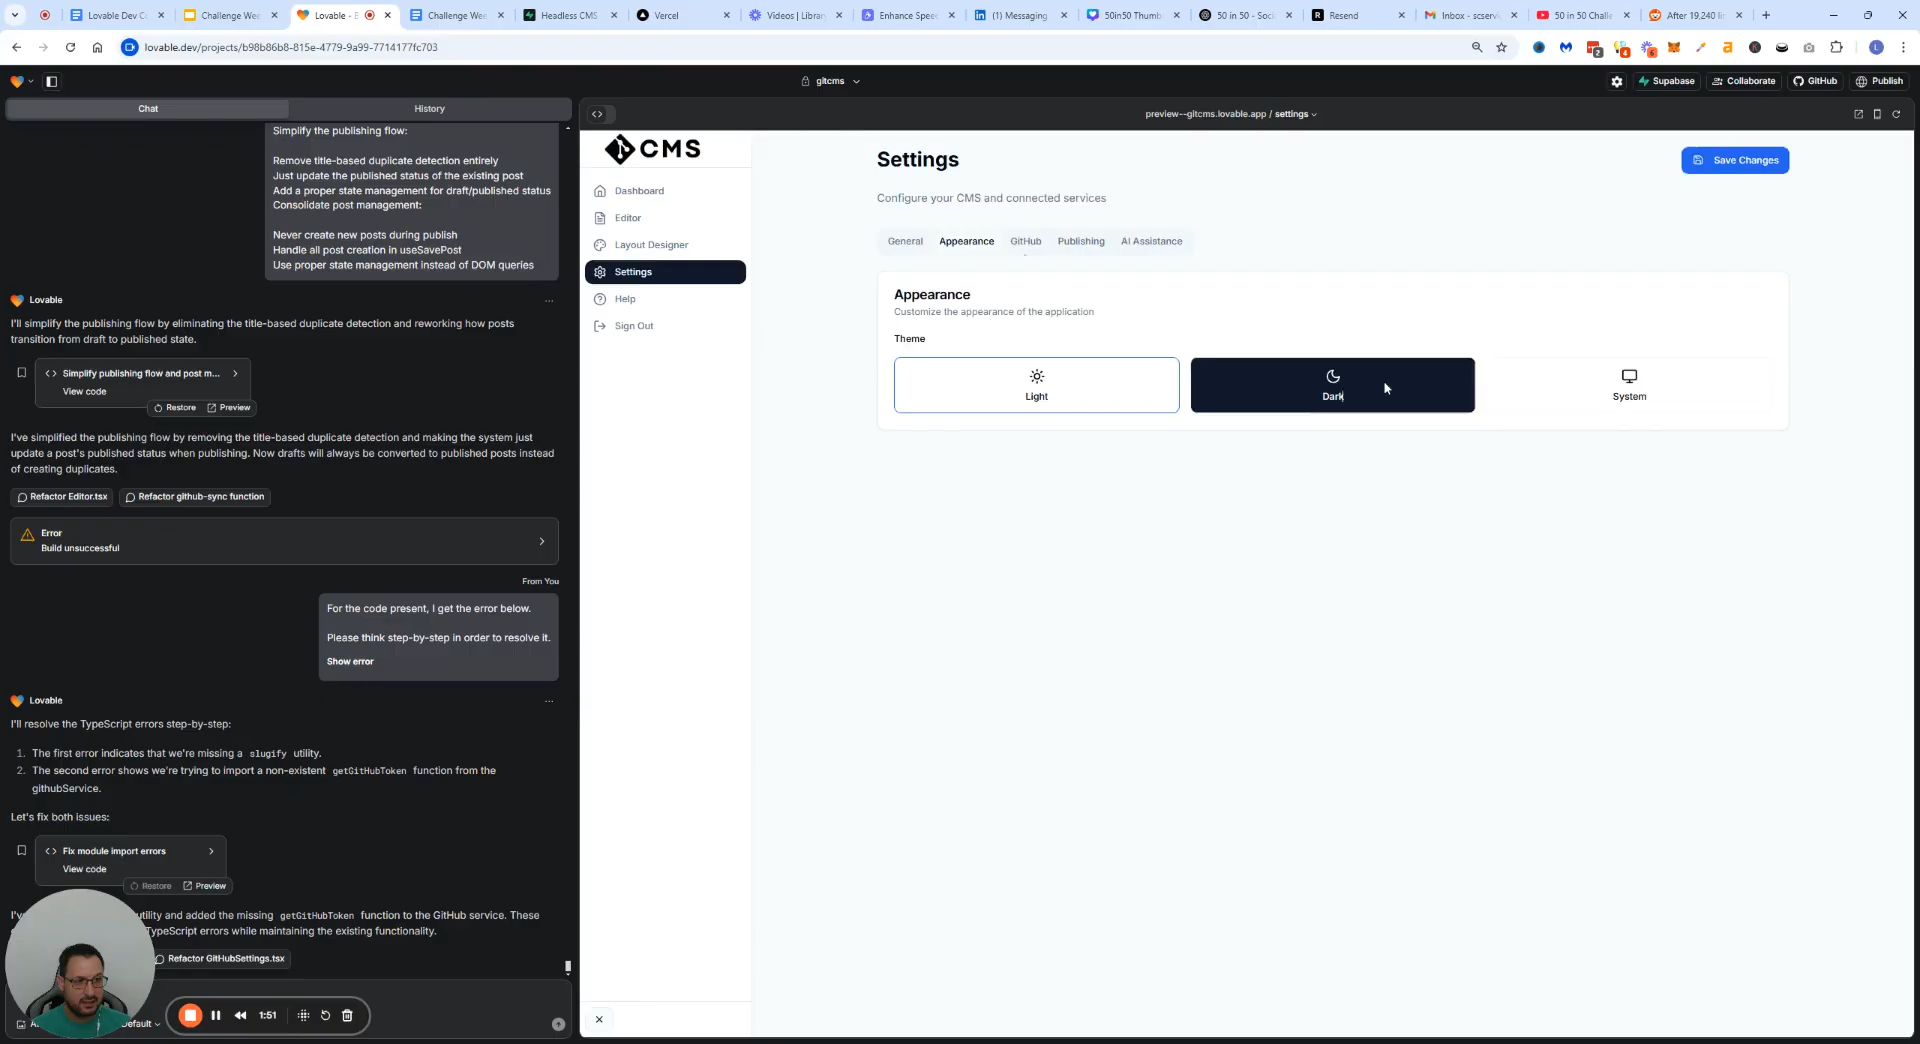 Lovable Dev Co
Challenge Wee
Lovable - B
Challenge Wee
Headless CMS
Vercel
Videos | Librar
Enhance Spee
(1) Messaging
50in50 Thumb
50 in 50 - Soc
Resend
Inbox - scservi
50 in 50 Challe
After 19,240 li
lovable.dev/projects/b98b86b8-815e-4779-9a99-7714177fc703
gitcms
Supabase
Collaborate
GitHub
Publish
Chat
History
preview--gitcms.lovable.app / settings
Simplify the publishing flow:
Remove title-based duplicate detection entirely
Just update the published status of the existing post
Add a proper state management for draft/published status
Consolidate post management:
Never create new posts during publish
Handle all post creation in useSavePost
Use proper state management instead of DOM queries
Lovable
I'll simplify the publishing flow by eliminating the title-based duplicate detection and reworking how posts
transition from draft to published state.
Simplify publishing flow and post m...
View code
Restore
Preview
I've simplified the publishing flow by removing the title-based duplicate detection and making the system just
update a post's published status when publishing. Now drafts will always be converted to published posts instead
of creating duplicates.
Refactor Editor.tsx
Refactor github-sync function
Error
Build unsuccessful
From You
For the code present, I get the error below.
Please think step-by-step in order to resolve it.
Show error
Lovable
I'll resolve the TypeScript errors step-by-step:
1. The first error indicates that we're missing a slugify utility.
2. The second error shows we're trying to import a non-existent getGitHubToken function from the
githubService.
Let's fix both issues:
Fix module import errors
View code
Restore
Preview
I'v
utility and added the missing getGitHubToken function to the GitHub service. These
TypeScript errors while maintaining the existing functionality.
Refactor GitHubSettings.tsx
1:51
CMS
Dashboard
Editor
Layout Designer
Settings
Help
Sign Out
Settings
Save Changes
Configure your CMS and connected services
General
Appearance
GitHub
Publishing
AI Assistance
Appearance
Customize the appearance of the application
Theme
Light
Dark
System